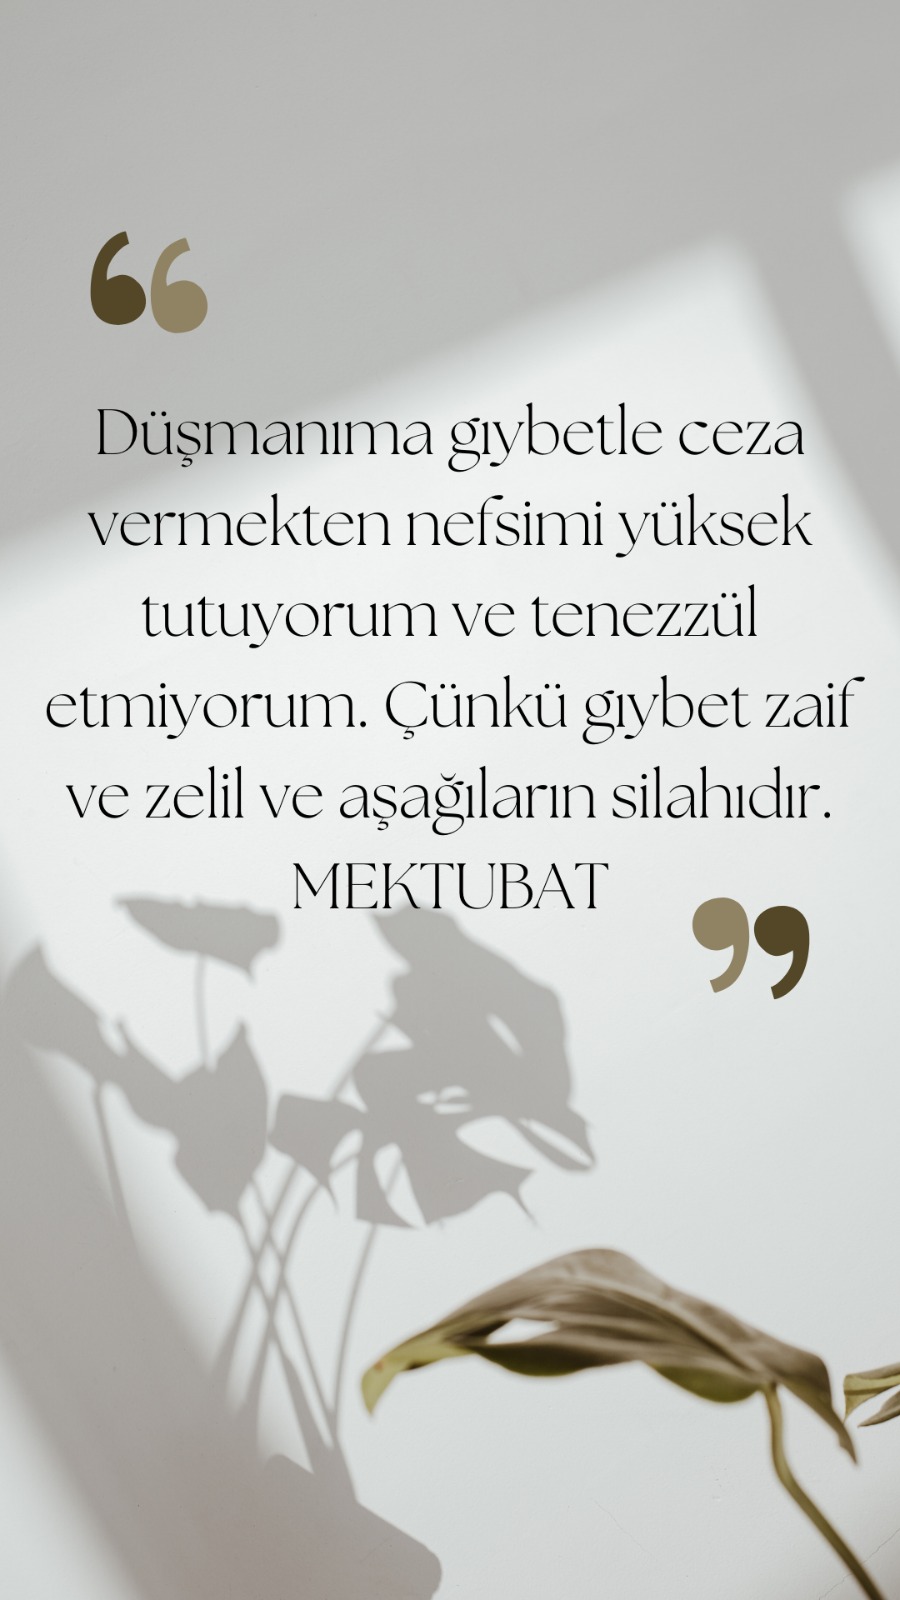 Düşmanıma gıybetle ceza
vermekten nefsimi yüksek
tutuyorum ve tenezzül
etmiyorum. Çünkü gıybet zaif
ve zelil ve aşağıların silahıdır.
MEKTUBAT